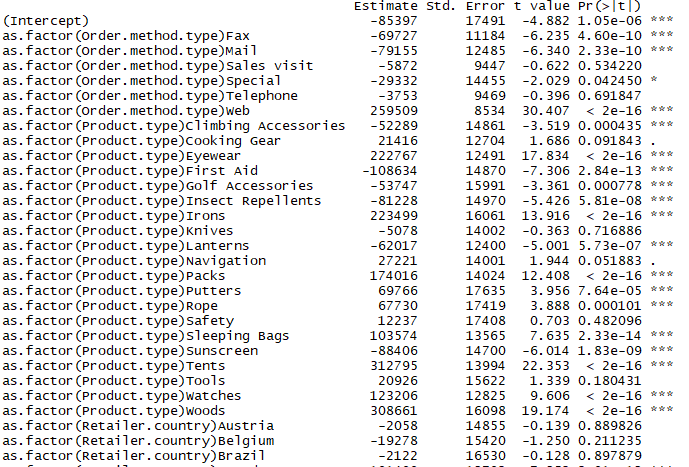 Estimate Std. Error t value Pr(>|t|)
(Intercept) -85397 17491 -4.882 1.05e-06 ***
as.factor(Order.method.type)Fax -69727 11184 -6.235 4.60e-10 ***
as.factor(Order.method.type)Mail -79155 12485 -6.340 2.33e-10 ***
as.factor(Order.method.type)Sales visit -5872 9447 -0.622 0.534220
as.factor(Order.method.type)Special -29332 14455 -2.029 0.042450 *
as.factor(Order.method.type)Telephone -3753 9469 -0.396 0.691847
as.factor(Order.method.type)Web 259509 8534 30.407 < 2e-16 ***
as.factor(Product.type)Climbing Accessories -52289 14861 -3.519 0.000435 ***
as.factor(Product.type)Cooking Gear 21416 12704 1.686 0.091843 .
as.factor(Product.type)Eyewear 222767 12491 17.834 < 2e-16 ***
as.factor(Product.type)First Aid -108634 14870 -7.306 2.84e-13 ***
as.factor(Product.type)Golf Accessories -53747 15991 -3.361 0.000778 ***
as.factor(Product.type)Insect Repellents -81228 14970 -5.426 5.81e-08 ***
as.factor(Product.type)Irons 223499 16061 13.916 < 2e-16 ***
as.factor(Product.type)Knives -5078 14002 -0.363 0.716886
as.factor(Product.type)Lanterns -62017 12400 -5.001 5.73e-07 ***
as.factor(Product.type)Navigation 27221 14001 1.944 0.051883 .
as.factor(Product.type)Packs 174016 14024 12.408 < 2e-16 ***
as.factor(Product.type)Putters 69766 17635 3.956 7.64e-05 ***
as.factor(Product.type)Rope 67730 17419 3.888 0.000101 ***
as.factor(Product.type)Safety 12237 17408 0.703 0.482096
as.factor(Product.type)Sleeping Bags 103574 13565 7.635 2.33e-14 ***
as.factor(Product.type)Sunscreen -88406 14700 -6.014 1.83e-09 ***
as.factor(Product.type)Tents 312795 13994 22.353 < 2e-16 ***
as.factor(Product.type)Tools 20926 15622 1.339 0.180431
as.factor(Product.type)Watches 123206 12825 9.606 < 2e-16 ***
as.factor(Product.type)Woods 308661 16098 19.174 < 2e-16 ***
as.factor(Retailer.country)Austria -2058 14855 -0.139 0.889826
as.factor(Retailer.country)Belgium -19278 15420 -1.250 0.211235
as.factor(Retailer.country)Brazil -2122 16530 -0.128 0.897879